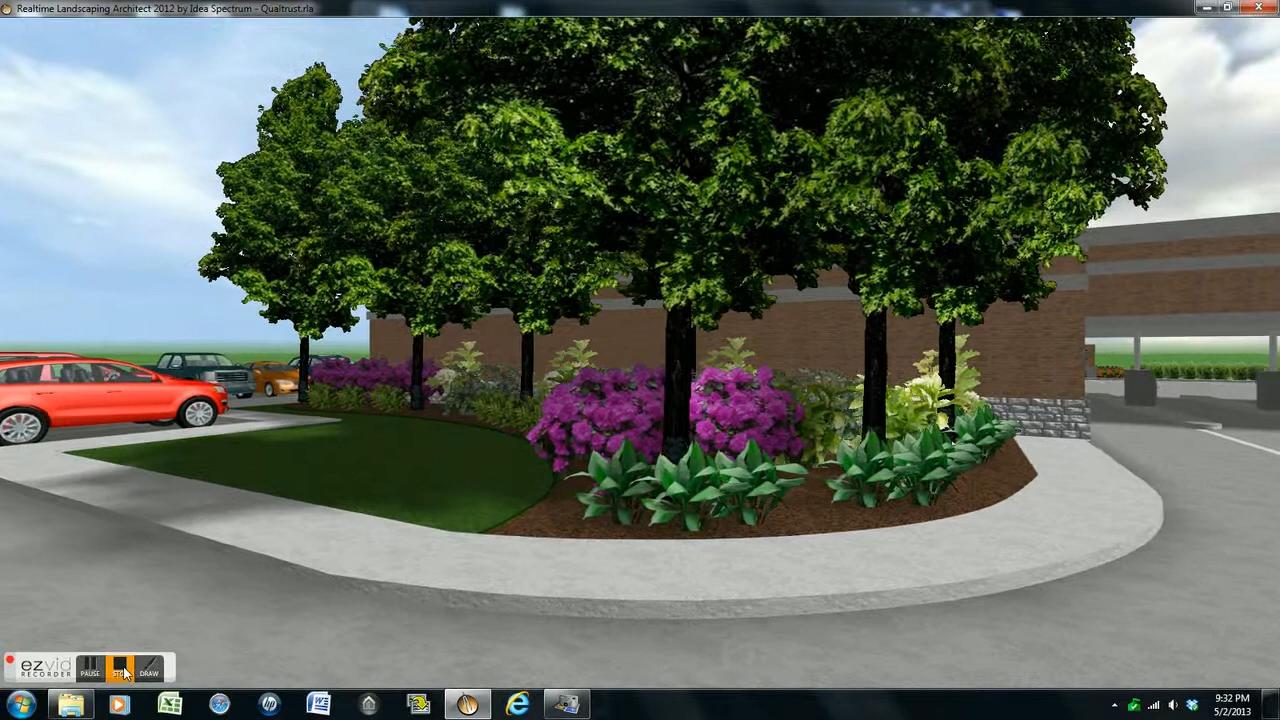 Realtime Landscaping Architect 2012 by Idea Spectrum - Qualtrust.rla
ezvid
RECORDER
PAUSE
DRAW
9:32 PM
5/2/2013